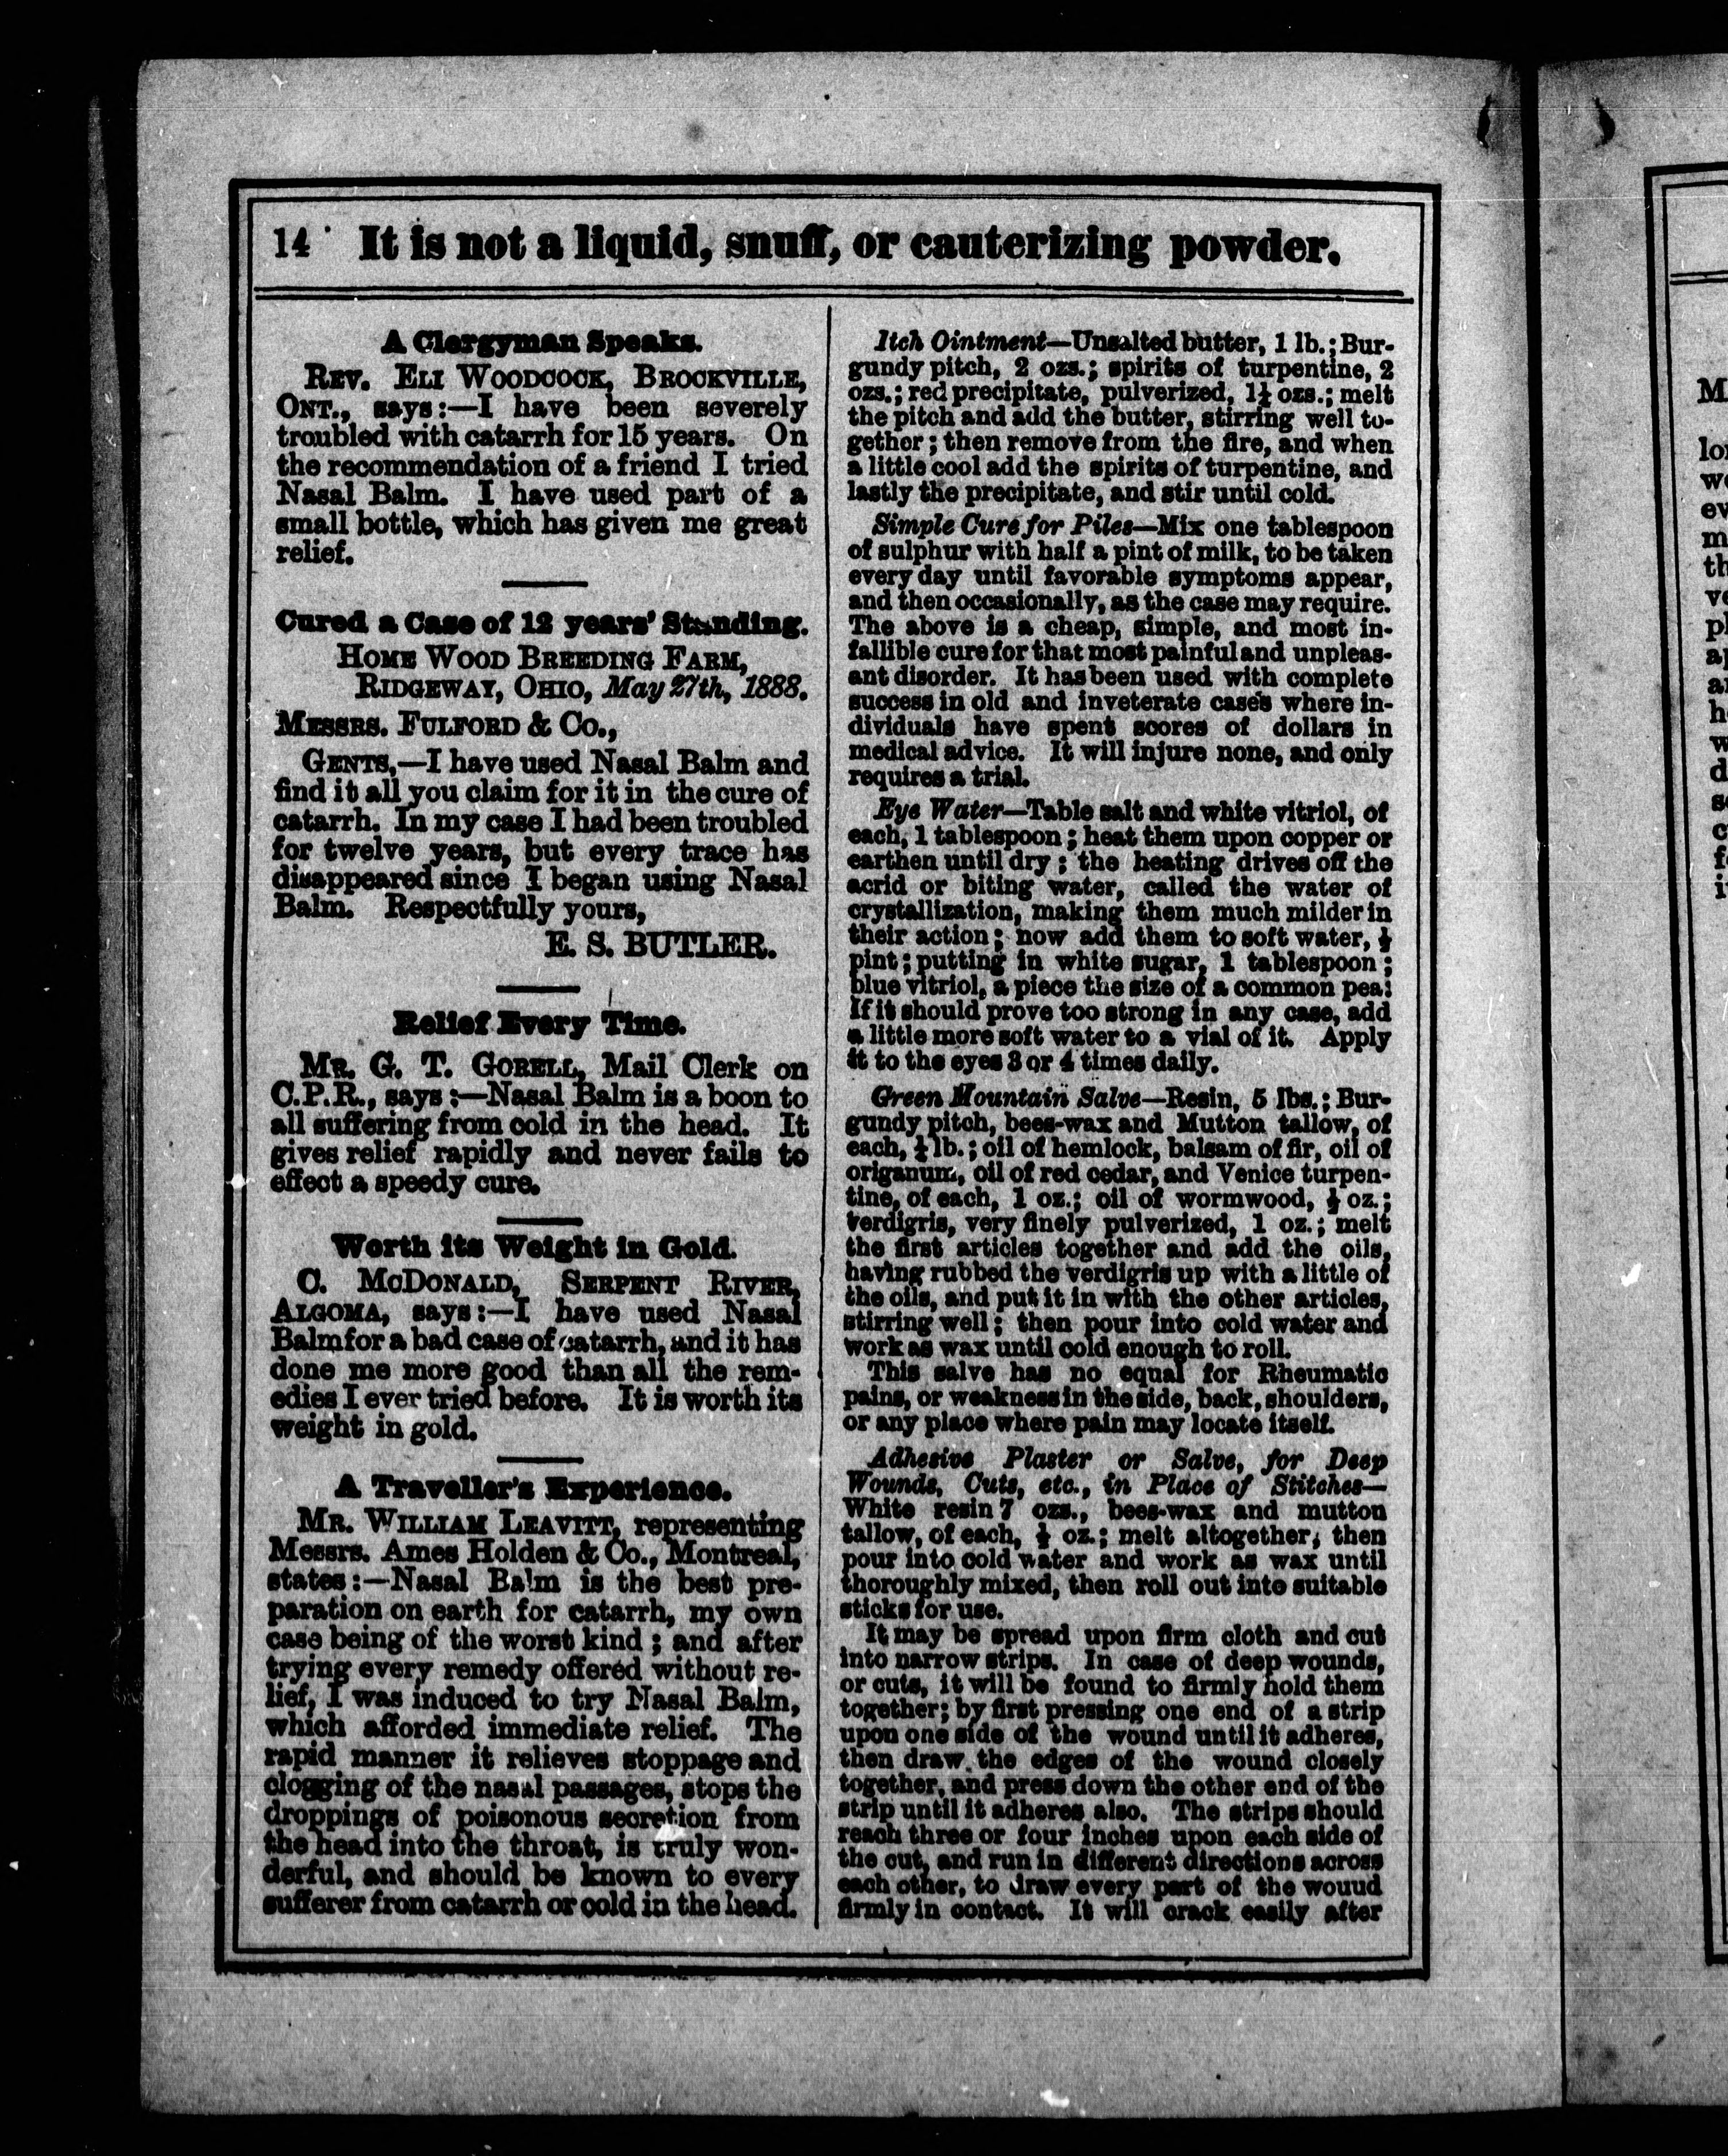 14 It is not a liquid, snuff, or cauterizing powder.
A Clergyman Speaks.
REV. ELI WOODCOCK, BROCKVILLE,
ONT., says:—I have been severely
troubled with catarrh for 15 years. On
the recommendation of a friend I tried
Nasal Balm. I have used part of a
small bottle, which has given me great
relief.
Cured a Case of 12 years' Standing.
HOME WOOD BREEDING FARM,
RIDGEWAY, OHIO, May 27th, 1888.
MESSRS. FULFORD & CO.,
GENTS,—I have used Nasal Balm and
find it all you claim for it in the cure of
catarrh. In my case I had been troubled
for twelve years, but every trace has
disappeared since I began using Nasal
Balm. Respectfully yours,
E. S. BUTLER.
Relief Every Time.
MR. G. T. GORELL, Mail Clerk on
C.P.R., says:—Nasal Balm is a boon to
all suffering from cold in the head. It
gives relief rapidly and never fails to
effect a speedy cure.
Worth its Weight in Gold.
C. MCDONALD, SERPENT RIVER,
ALGOMA, says:—I have used Nasal
Balm for a bad case of catarrh, and it has
done me more good than all the rem-
edies I ever tried before. It is worth its
weight in gold.
A Traveller's Experience.
MR. WILLIAM LEAVITT, representing
Messrs. Ames Holden & Co., Montreal,
states:—Nasal Balm is the best pre-
paration on earth for catarrh, my own
case being of the worst kind; and after
trying every remedy offered without re-
lief, I was induced to try Nasal Balm,
which afforded immediate relief. The
rapid manner it relieves stoppage and
clogging of the nasal passages, stops the
droppings of poisonous secretion from
the head into the throat, is truly won-
derful, and should be known to every
sufferer from catarrh or cold in the head.
Itch Ointment—Unsalted butter, 1 lb.; Bur-
gundy pitch, 2 ozs.; spirits of turpentine, 2
ozs.; red precipitate, pulverized, 1½ ozs.; melt
the pitch and add the butter, stirring well to-
gether; then remove from the fire, and when
a little cool add the spirits of turpentine, and
lastly the precipitate, and stir until cold.
Simple Cure for Piles—Mix one tablespoon
of sulphur with half a pint of milk, to be taken
every day until favorable symptoms appear,
and then occasionally, as the case may require.
The above is a cheap, simple, and most in-
fallible cure for that most painful and unpleas-
ant disorder. It has been used with complete
success in old and inveterate cases where in-
dividuals have spent scores of dollars in
medical advice. It will injure none, and only
requires a trial.
Eye Water—Table salt and white vitriol, of
each, 1 tablespoon; heat them upon copper or
earthen until dry; the heating drives off the
acrid or biting water, called the water of
crystallization, making them much milder in
their action; now add them to soft water, ½
pint; putting in white sugar, 1 tablespoon;
blue vitriol, a piece the size of a common pea:
If it should prove too strong in any case, add
a little more soft water to a vial of it. Apply
it to the eyes 3 or 4 times daily.
Green Mountain Salve—Resin, 5 lbs.; Bur-
gundy pitch, bees-wax and Mutton tallow, of
each, ¼ lb.; oil of hemlock, balsam of fir, oil of
origanum, oil of red cedar, and Venice turpen-
tine, of each, 1 oz.; oil of wormwood, ½ oz.;
verdigris, very finely pulverized, 1 oz.; melt
the first articles together and add the oils,
having rubbed the verdigris up with a little of
the oils, and put it in with the other articles,
stirring well; then pour into cold water and
work as wax until cold enough to roll.
This salve has no equal for Rheumatic
pains, or weakness in the side, back, shoulders,
or any place where pain may locate itself.
Adhesive Plaster or Salve, for Deep
Wounds, Cuts, etc., in Place of Stitches—
White resin 7 ozs., bees-wax and mutton
tallow, of each, ½ oz.; melt altogether; then
pour into cold water and work as wax until
thoroughly mixed, then roll out into suitable
sticks for use.
It may be spread upon firm cloth and cut
into narrow strips. In case of deep wounds,
or cuts, it will be found to firmly hold them
together; by first pressing one end of a strip
upon one side of the wound until it adheres,
then draw the edges of the wound closely
together, and press down the other end of the
strip until it adheres also. The strips should
reach three or four inches upon each side of
the cut, and run in different directions across
each other, to draw every part of the wouud
firmly in contact. It will crack easily after